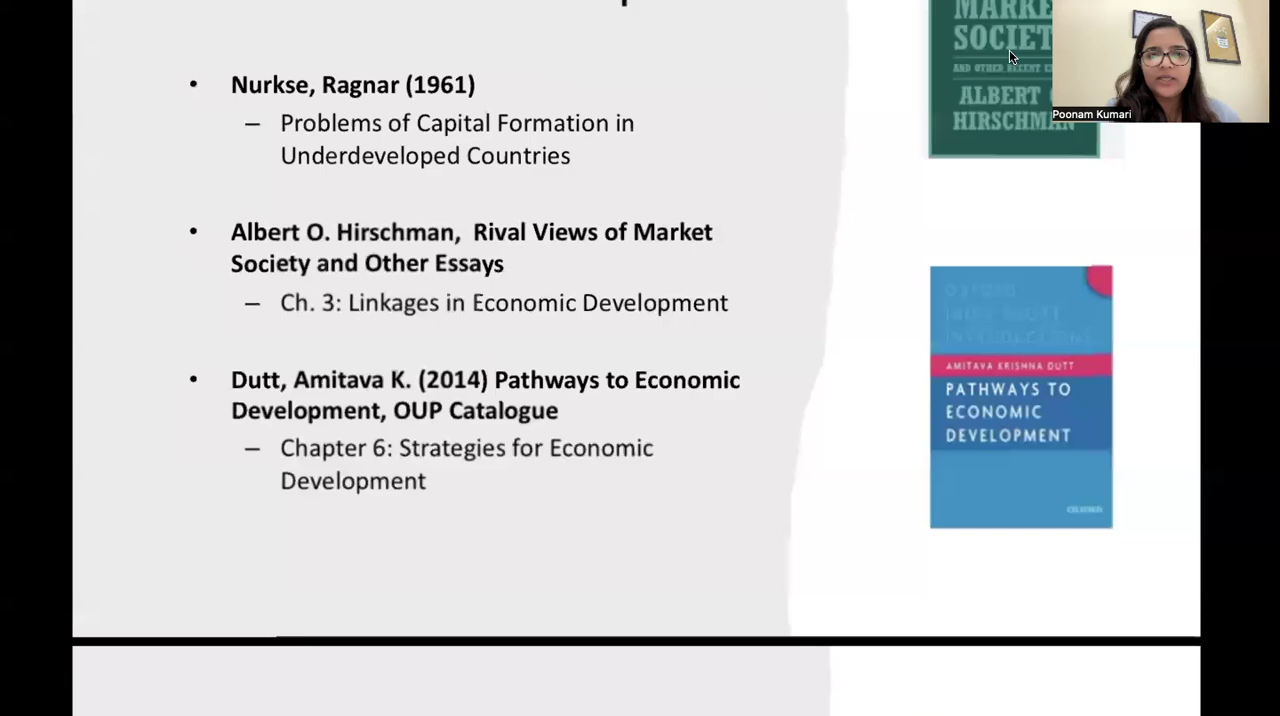 • Nurkse, Ragnar (1961)
– Problems of Capital Formation in
Underdeveloped Countries
• Albert O. Hirschman, Rival Views of Market
Society and Other Essays
– Ch. 3: Linkages in Economic Development
• Dutt, Amitava K. (2014) Pathways to Economic
Development, OUP Catalogue
– Chapter 6: Strategies for Economic
Development
SOCIET
AND OTHER RECENT
ALBERT
HIRSCHMAN
Poonam Kumari
AMITAVA KRISHNA DUTT
PATHWAYS TO
ECONOMIC
DEVELOPMENT
OXFORD